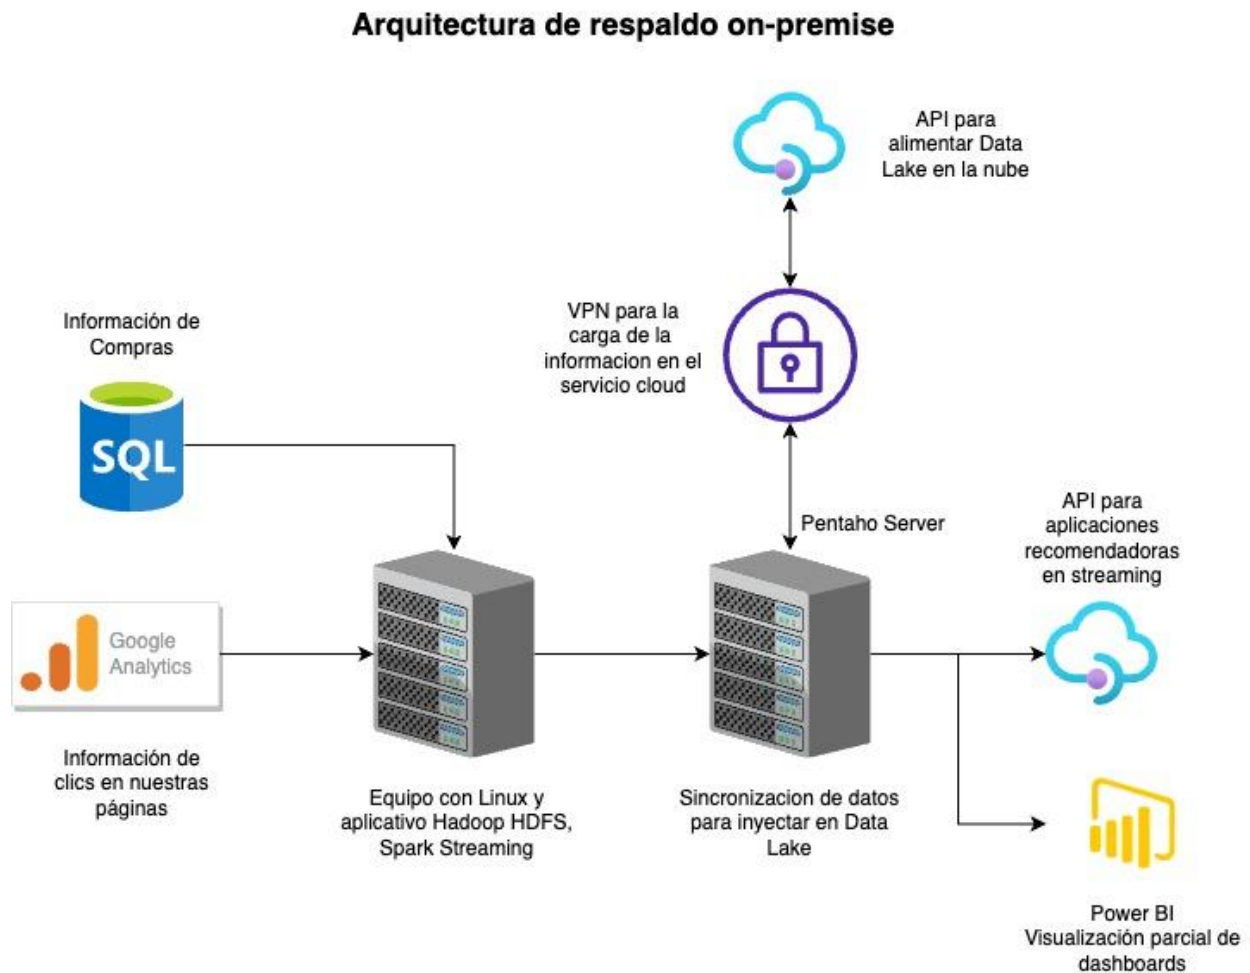 Arquitectura de respaldo on-premise
API para
alimentar Data
Lake en la nube
VPN para la
carga de la
informacion en el
servicio cloud
Información de
Compras
SQL
Pentaho Server
API para
aplicaciones
recomendadoras
en streaming
Google
Analytics
Información de
clics en nuestras
páginas
Equipo con Linux y
aplicativo Hadoop HDFS,
Spark Streaming
Sincronizacion de datos
para inyectar en Data
Lake
Power BI
Visualización parcial de
dashboards